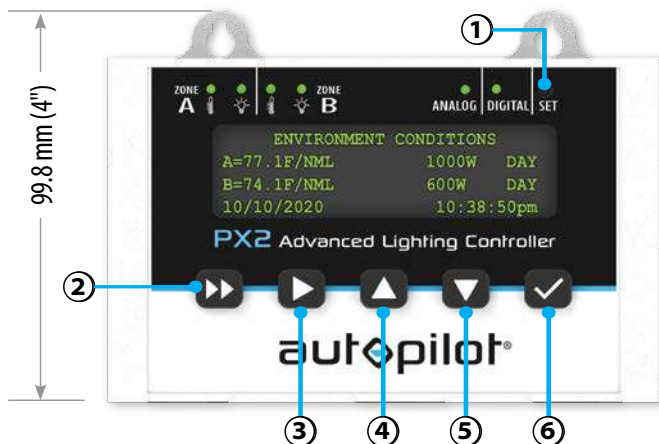 ①
ZONE A ZONE B ANALOG DIGITAL SET
ENVIRONMENT CONDITIONS
A=77.1F/NML 1000W DAY
B=74.1F/NML 600W DAY
10/10/2020 10:38:50pm
PX2 Advanced Lighting Controller
②
autopilot®
③ ④ ⑤ ⑥
99.8 mm (4")